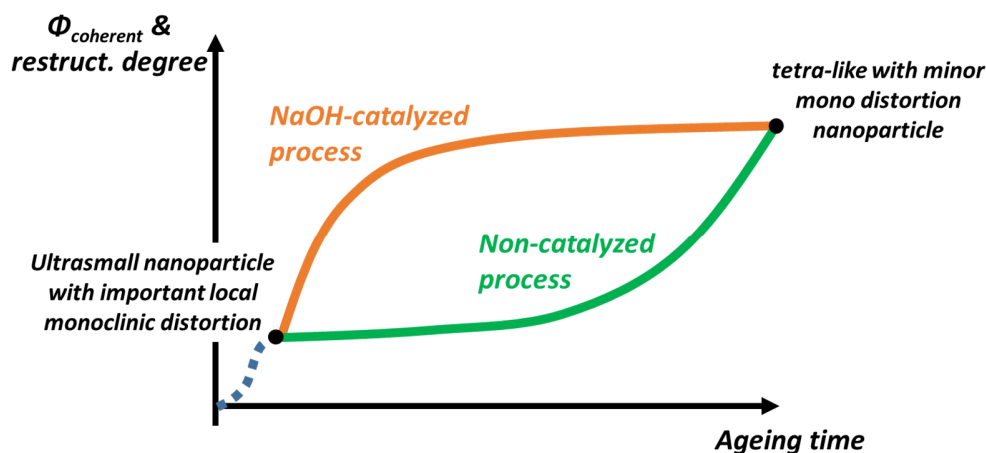 Φcoherent &
restruct. degree
tetra-like with minor
mono distortion
nanoparticle
NaOH-catalyzed
process
Non-catalyzed
process
Ultrasmall nanoparticle
with important local
monoclinic distortion
Ageing time